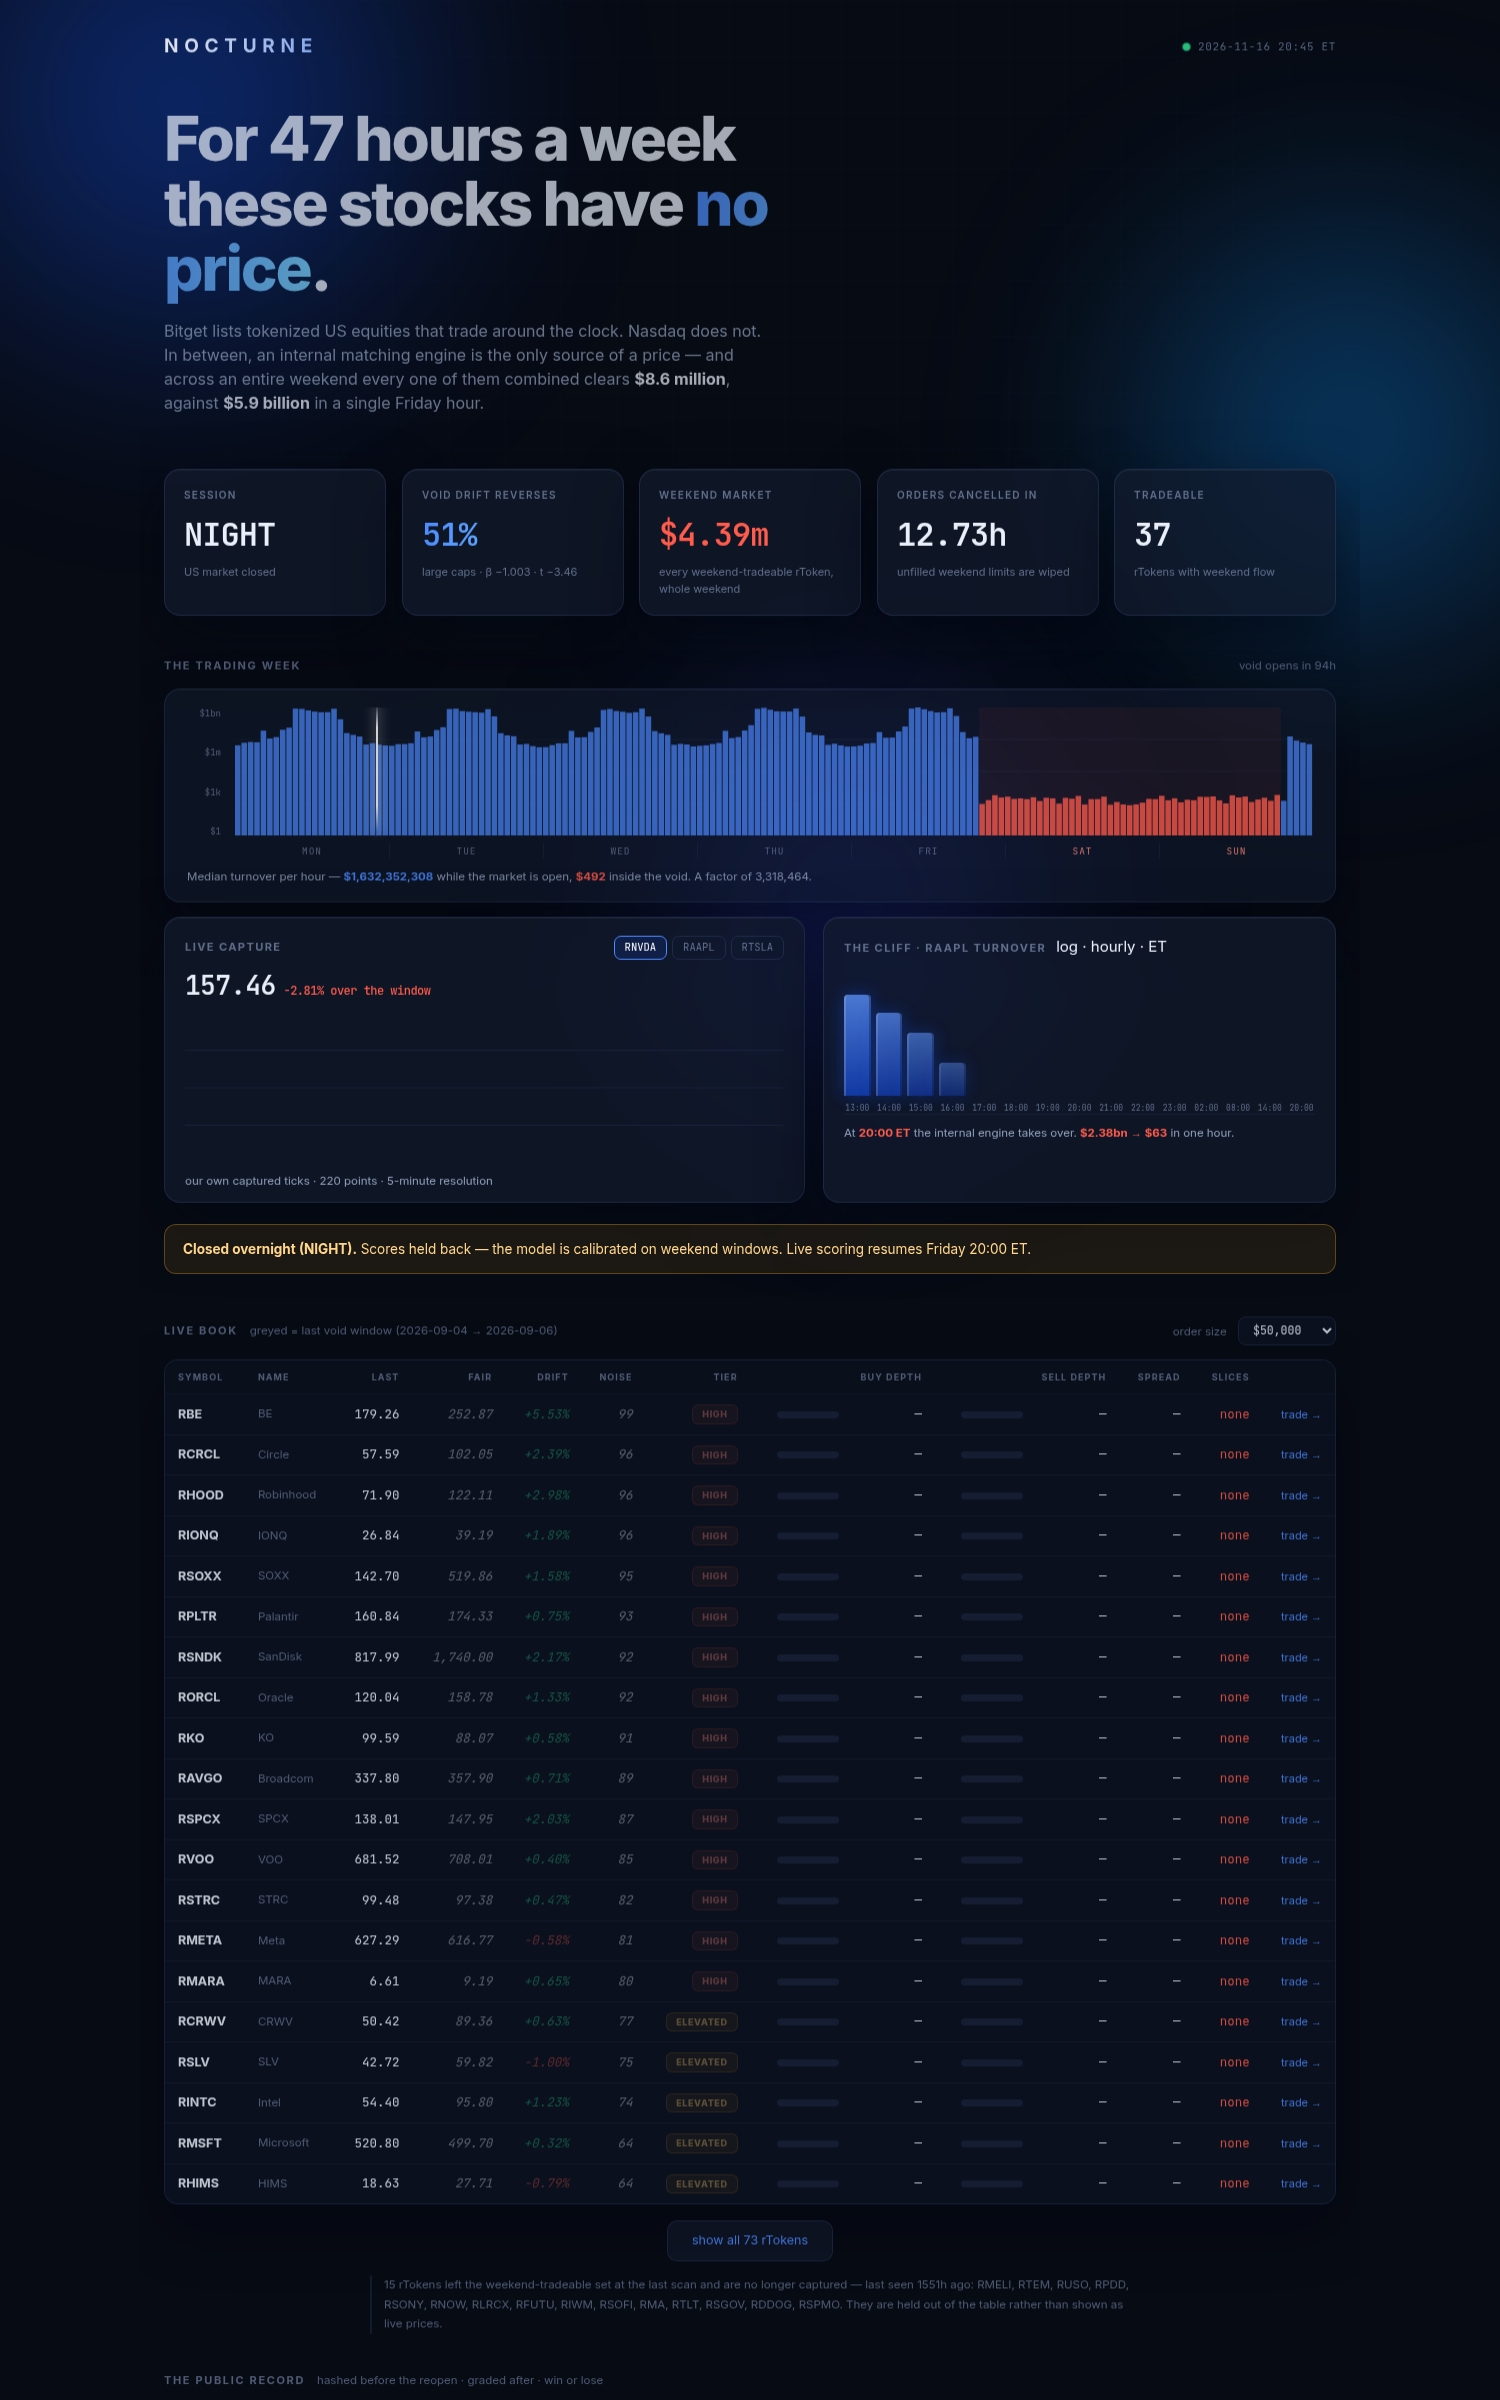 NOCTURNE
2026-11-16 20:45 ET
For 47 hours a week
these stocks have no
price.
Bitget lists tokenized US equities that trade around the clock. Nasdaq does not.
In between, an internal matching engine is the only source of a price — and
across an entire weekend every one of them combined clears $8.6 million,
against $5.9 billion in a single Friday hour.
SESSION
NIGHT
US market closed
VOID DRIFT REVERSES
51%
large caps · β −1.003 · t −3.46
WEEKEND MARKET
$4.39m
every weekend-tradeable rToken,
whole weekend
ORDERS CANCELLED IN
12.73h
unfilled weekend limits are wiped
TRADEABLE
37
rTokens with weekend flow
THE TRADING WEEK
void opens in 94h
$1bn
$1m
$1k
$1
MON TUE WED THU FRI SAT SUN
Median turnover per hour — $1,632,352,308 while the market is open, $492 inside the void. A factor of 3,318,464.
LIVE CAPTURE
RNVDA RAAPL RTSLA
157.46 -2.81% over the window
our own captured ticks · 220 points · 5-minute resolution
THE CLIFF · RAAPL TURNOVER log · hourly · ET
13:00 14:00 15:00 16:00 17:00 18:00 19:00 20:00 21:00 22:00 23:00 02:00 08:00 14:00 20:00
At 20:00 ET the internal engine takes over. $2.38bn → $63 in one hour.
Closed overnight (NIGHT). Scores held back — the model is calibrated on weekend windows. Live scoring resumes Friday 20:00 ET.
LIVE BOOK greyed = last void window (2026-09-04 → 2026-09-06)
order size $50,000
SYMBOL NAME LAST FAIR DRIFT NOISE TIER BUY DEPTH SELL DEPTH SPREAD SLICES
RBE BE 179.26 252.87 +5.53% 99 HIGH — — — none trade →
RCRCL Circle 57.59 102.05 +2.39% 96 HIGH — — — none trade →
RHOOD Robinhood 71.90 122.11 +2.98% 96 HIGH — — — none trade →
RIONQ IONQ 26.84 39.19 +1.89% 96 HIGH — — — none trade →
RSOXX SOXX 142.70 519.86 +1.58% 95 HIGH — — — none trade →
RPLTR Palantir 160.84 174.33 +0.75% 93 HIGH — — — none trade →
RSNDK SanDisk 817.99 1,740.00 +2.17% 92 HIGH — — — none trade →
RORCL Oracle 120.04 158.78 +1.33% 92 HIGH — — — none trade →
RKO KO 99.59 88.07 +0.58% 91 HIGH — — — none trade →
RAVGO Broadcom 337.80 357.90 +0.71% 89 HIGH — — — none trade →
RSPCX SPCX 138.01 147.95 +2.03% 87 HIGH — — — none trade →
RVOO VOO 681.52 708.01 +0.40% 85 HIGH — — — none trade →
RSTRC STRC 99.48 97.38 +0.47% 82 HIGH — — — none trade →
RMETA Meta 627.29 616.77 -0.58% 81 HIGH — — — none trade →
RMARA MARA 6.61 9.19 +0.65% 80 HIGH — — — none trade →
RCRWV CRWV 50.42 89.36 +0.63% 77 ELEVATED — — — none trade →
RSLV SLV 42.72 59.82 -1.00% 75 ELEVATED — — — none trade →
RINTC Intel 54.40 95.80 +1.23% 74 ELEVATED — — — none trade →
RMSFT Microsoft 520.80 499.70 +0.32% 64 ELEVATED — — — none trade →
RHIMS HIMS 18.63 27.71 -0.79% 64 ELEVATED — — — none trade →
show all 73 rTokens
15 rTokens left the weekend-tradeable set at the last scan and are no longer captured — last seen 1551h ago: RMELI, RTEM, RUSO, RPDD,
RSONY, RNOW, RLRCX, RFUTU, RIWM, RSOFI, RMA, RTLT, RSGOV, RDDOG, RSPMO. They are held out of the table rather than shown as
live prices.
THE PUBLIC RECORD hashed before the reopen · graded after · win or lose